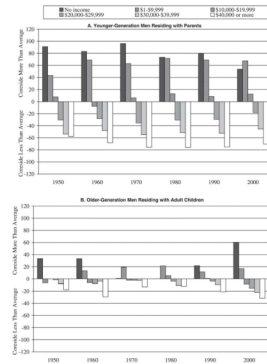 No income $1-$9,999 $10,000-$19,999
$20,000-$29,999 $30,000-$39,999 $40,000 or more
A. Younger-Generation Men Residing with Parents
Coreside More Than Average
Coreside Less Than Average
120
100
80
60
40
20
0
-20
-40
-60
-80
-100
-120
1950 1960 1970 1980 1990 2000
B. Older-Generation Men Residing with Adult Children
Coreside More Than Average
Coreside Less Than Average
120
100
80
60
40
20
0
-20
-40
-60
-80
-100
-120
1950 1960 1970 1980 1990 2000